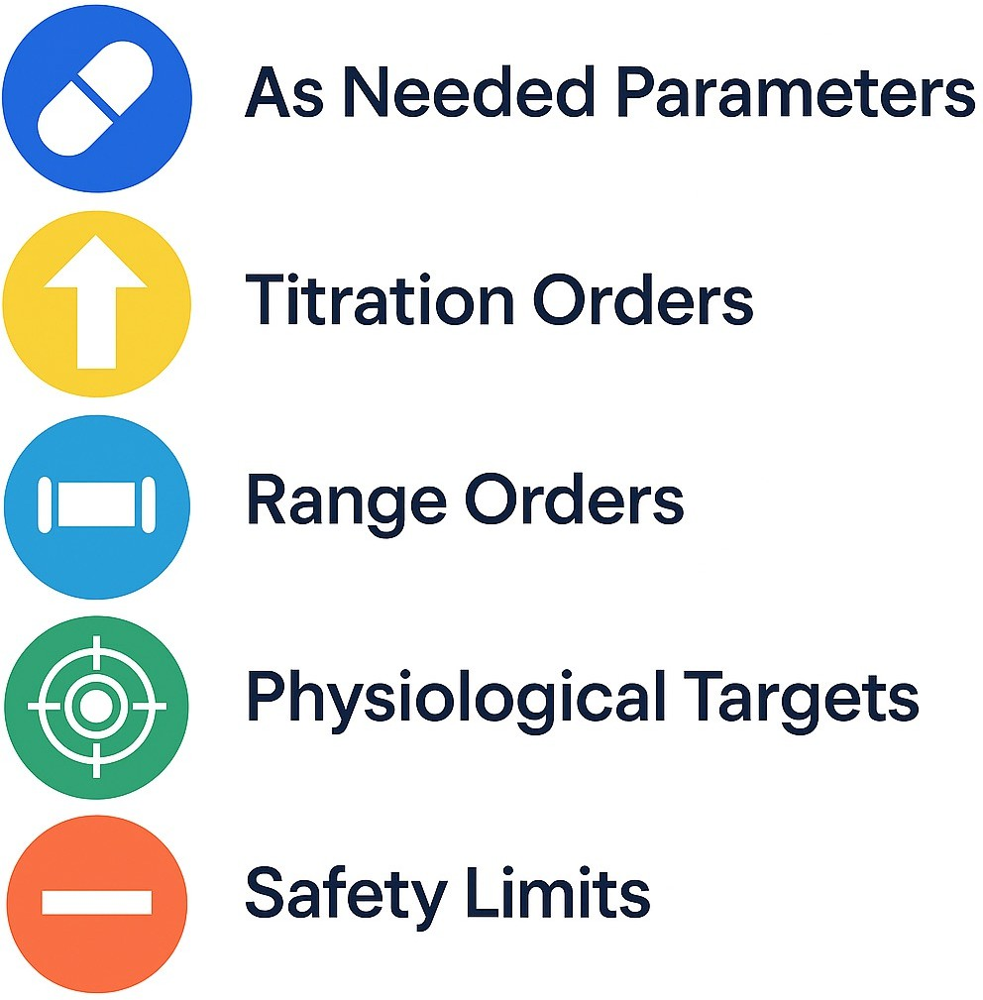 As Needed Parameters
Titration Orders
Range Orders
Physiological Targets
Safety Limits